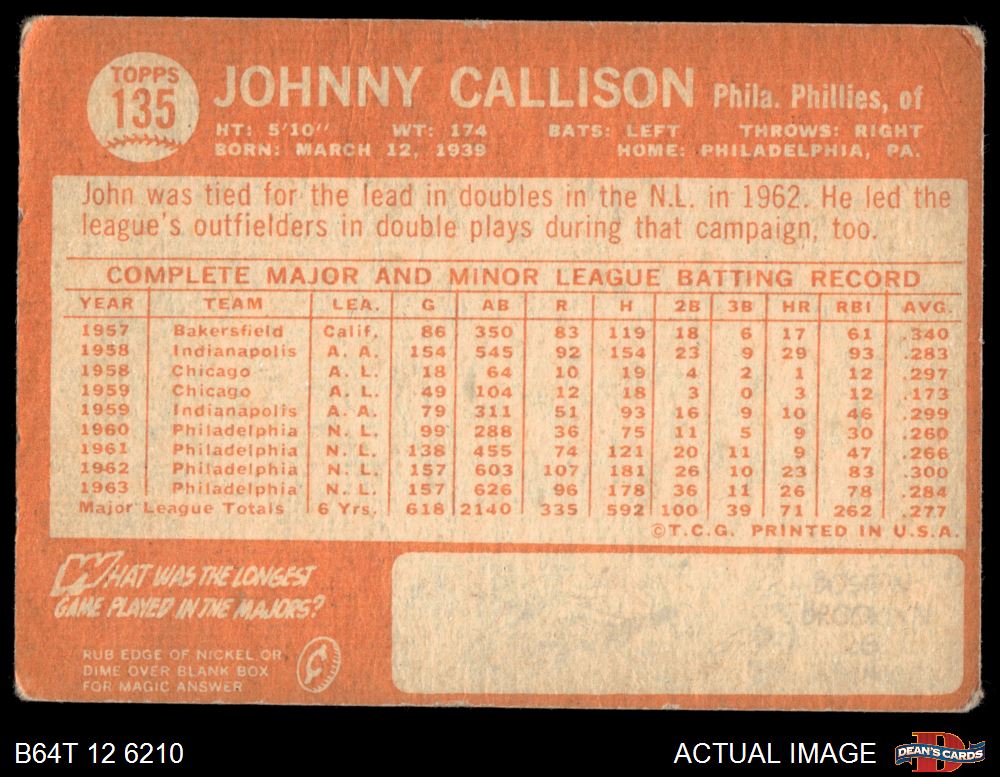 TOPPS
135
JOHNNY CALLISON Phila. Phillies, of
HT: 5'10" WT: 174 BATS: LEFT THROWS: RIGHT
BORN: MARCH 12, 1939 HOME: PHILADELPHIA, PA.
John was tied for the lead in doubles in the N.L. in 1962. He led the
league's outfielders in double plays during that campaign, too.
COMPLETE MAJOR AND MINOR LEAGUE BATTING RECORD
YEAR TEAM LEA. G AB R H 2B 3B HR RBI AVG.
1957 Bakersfield Calif. 86 350 83 119 18 6 17 61 .340
1958 Indianapolis A. A. 154 545 92 154 23 9 29 93 .283
1958 Chicago A. L. 18 64 10 19 4 2 1 12 .297
1959 Chicago A. L. 49 104 12 18 3 0 3 12 .173
1959 Indianapolis A. A. 79 311 51 93 16 9 10 46 .299
1960 Philadelphia N. L. 99 288 36 75 11 5 9 30 .260
1961 Philadelphia N. L. 138 455 74 121 20 11 9 47 .266
1962 Philadelphia N. L. 157 603 107 181 26 10 23 83 .300
1963 Philadelphia N. L. 157 626 96 178 36 11 26 78 .284
Major League Totals 6 Yrs. 618 2140 335 592 100 39 71 262 .277
©T.C.G. PRINTED IN U.S.A.
WHAT WAS THE LONGEST
GAME PLAYED IN THE MAJORS?
RUB EDGE OF NICKEL OR
DIME OVER BLANK BOX
FOR MAGIC ANSWER
BOSTON
BROOKLYN
26
B64T 12 6210
ACTUAL IMAGE
DEAN'S CARDS